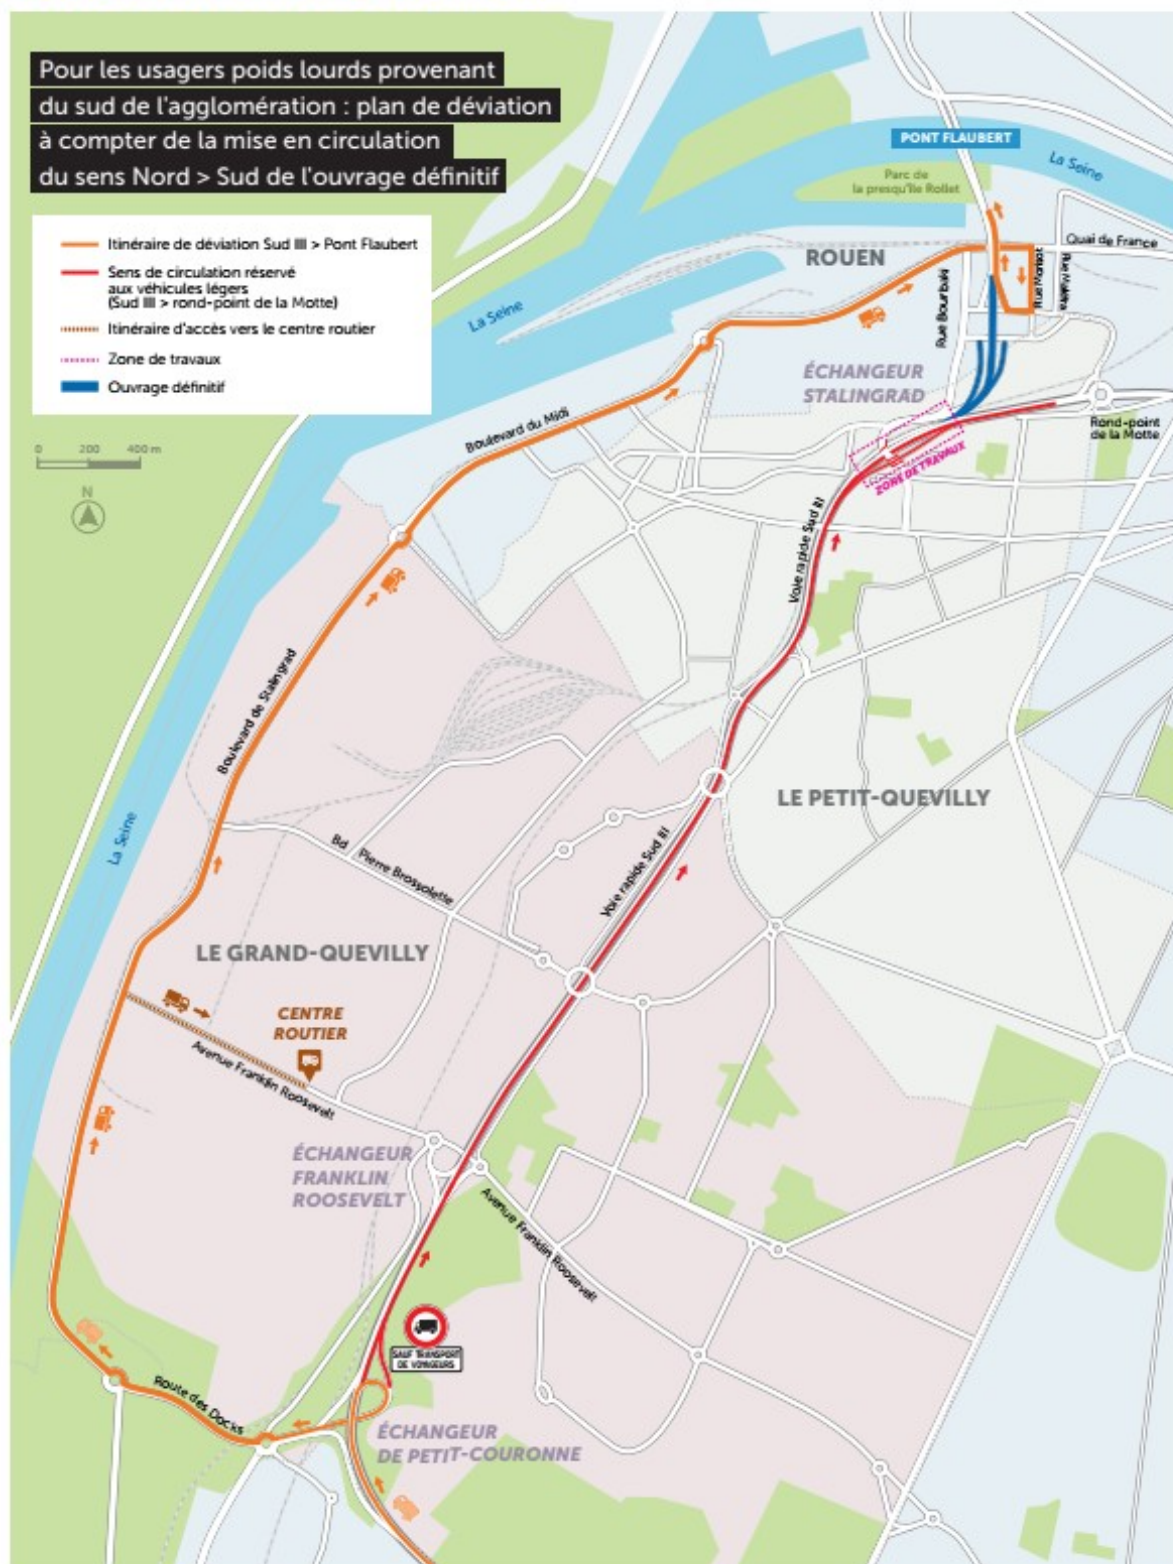 Pour les usagers poids lourds provenant
du sud de l'agglomération : plan de déviation
à compter de la mise en circulation
du sens Nord > Sud de l'ouvrage définitif
Itinéraire de déviation Sud III > Pont Flaubert
Sens de circulation réservé
aux véhicules légers
(Sud III > rond-point de la Motte)
Itinéraire d'accès vers le centre routier
Zone de travaux
Ouvrage définitif
0 200 400 m
N
PONT FLAUBERT
La Seine
Parc de
la presqu'île Rollet
Quai de France
ROUEN
Rue Bourbaki
La Seine
ÉCHANGEUR
STALINGRAD
Rond-point
de la Motte
ZONE DE TRAVAUX
Boulevard du Midi
Voie rapide Sud III
Boulevard de Stalingrad
LE PETIT-QUEVILLY
La Seine
Bd Pierre Brossolette
Voie rapide Sud III
LE GRAND-QUEVILLY
CENTRE
ROUTIER
Avenue Franklin Roosevelt
ÉCHANGEUR
FRANKLIN
ROOSEVELT
Avenue Franklin Roosevelt
SAUF TRANSPORT
DE VOYAGEURS
Route des Docks
ÉCHANGEUR
DE PETIT-COURONNE